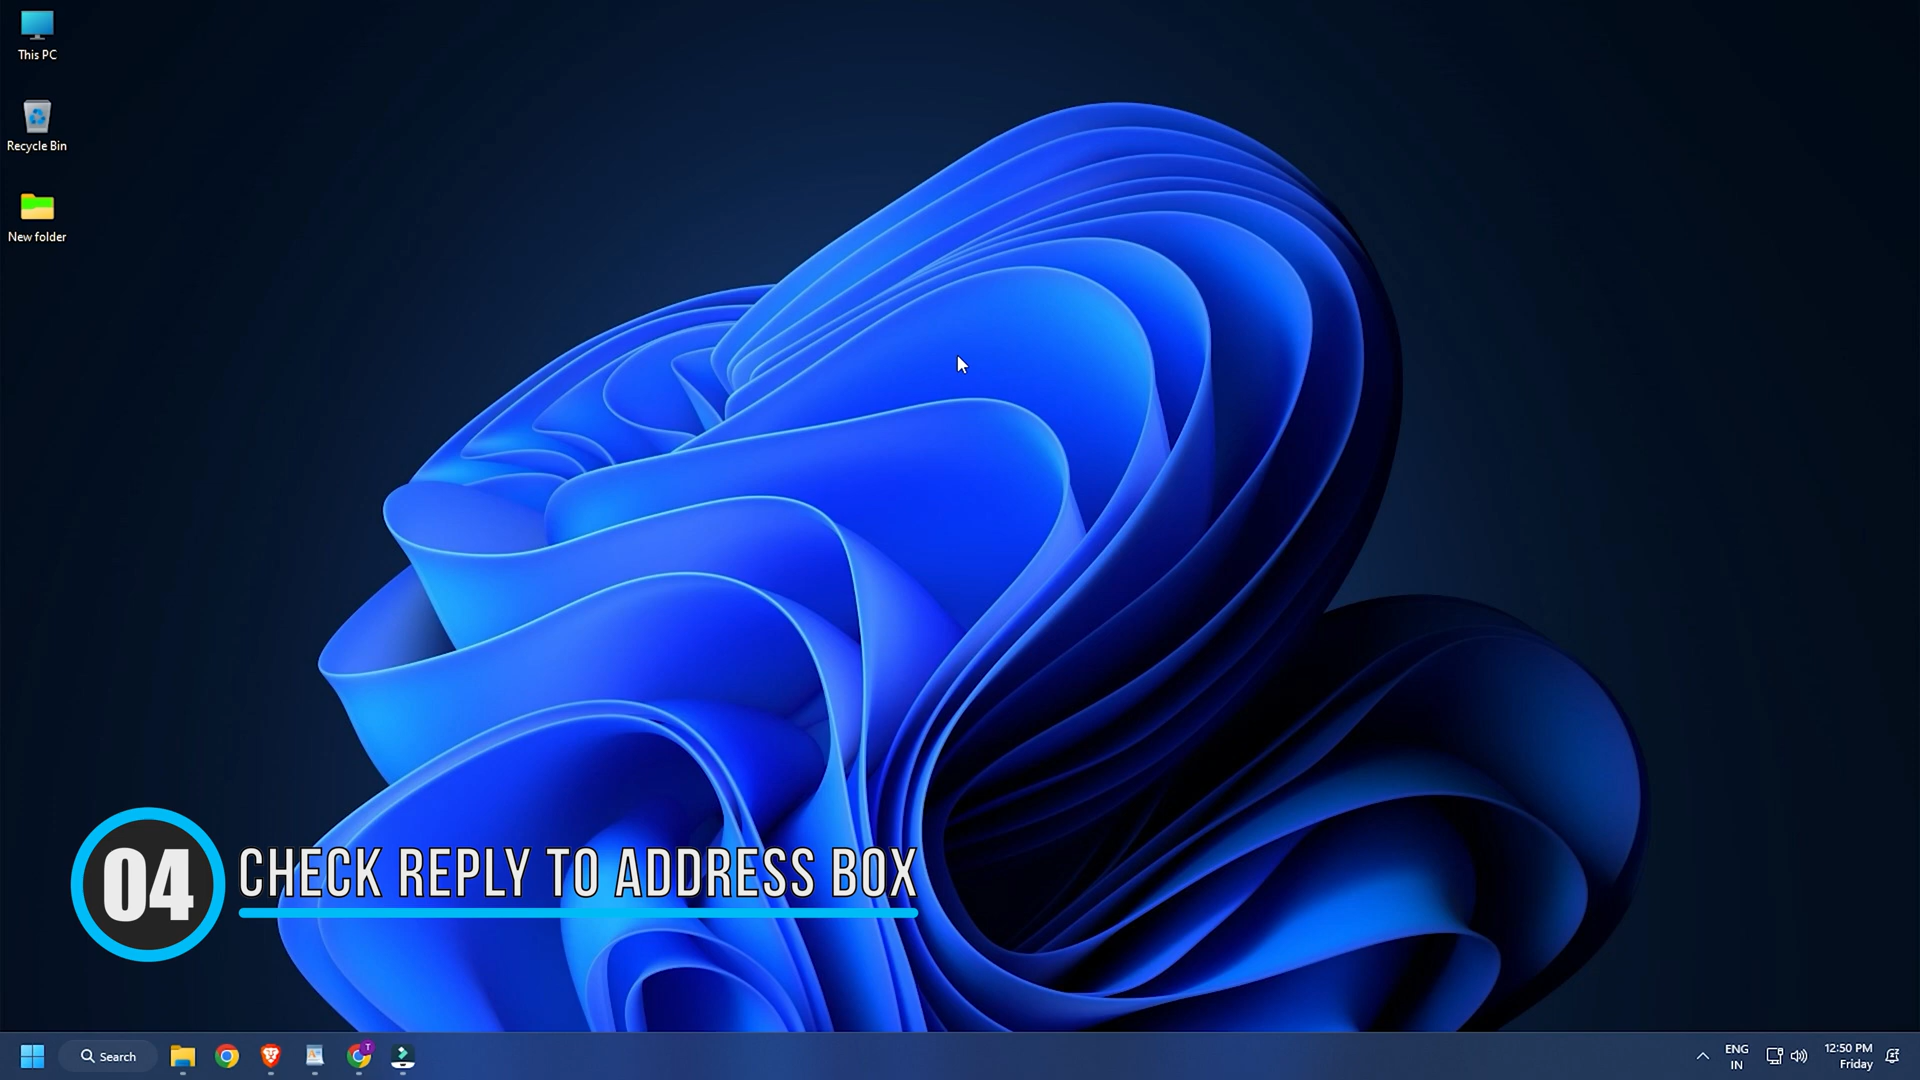 This PC
Recycle Bin
New folder
04
CHECK REPLY TO ADDRESS BOX
Search
T
ENG
IN
12:50 PM
Friday